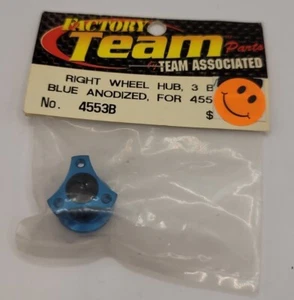 FACTORY
Team Parts
By TEAM ASSOCIATED
RIGHT WHEEL HUB, 3 B
BLUE ANODIZED, FOR 455
No. 4553B $